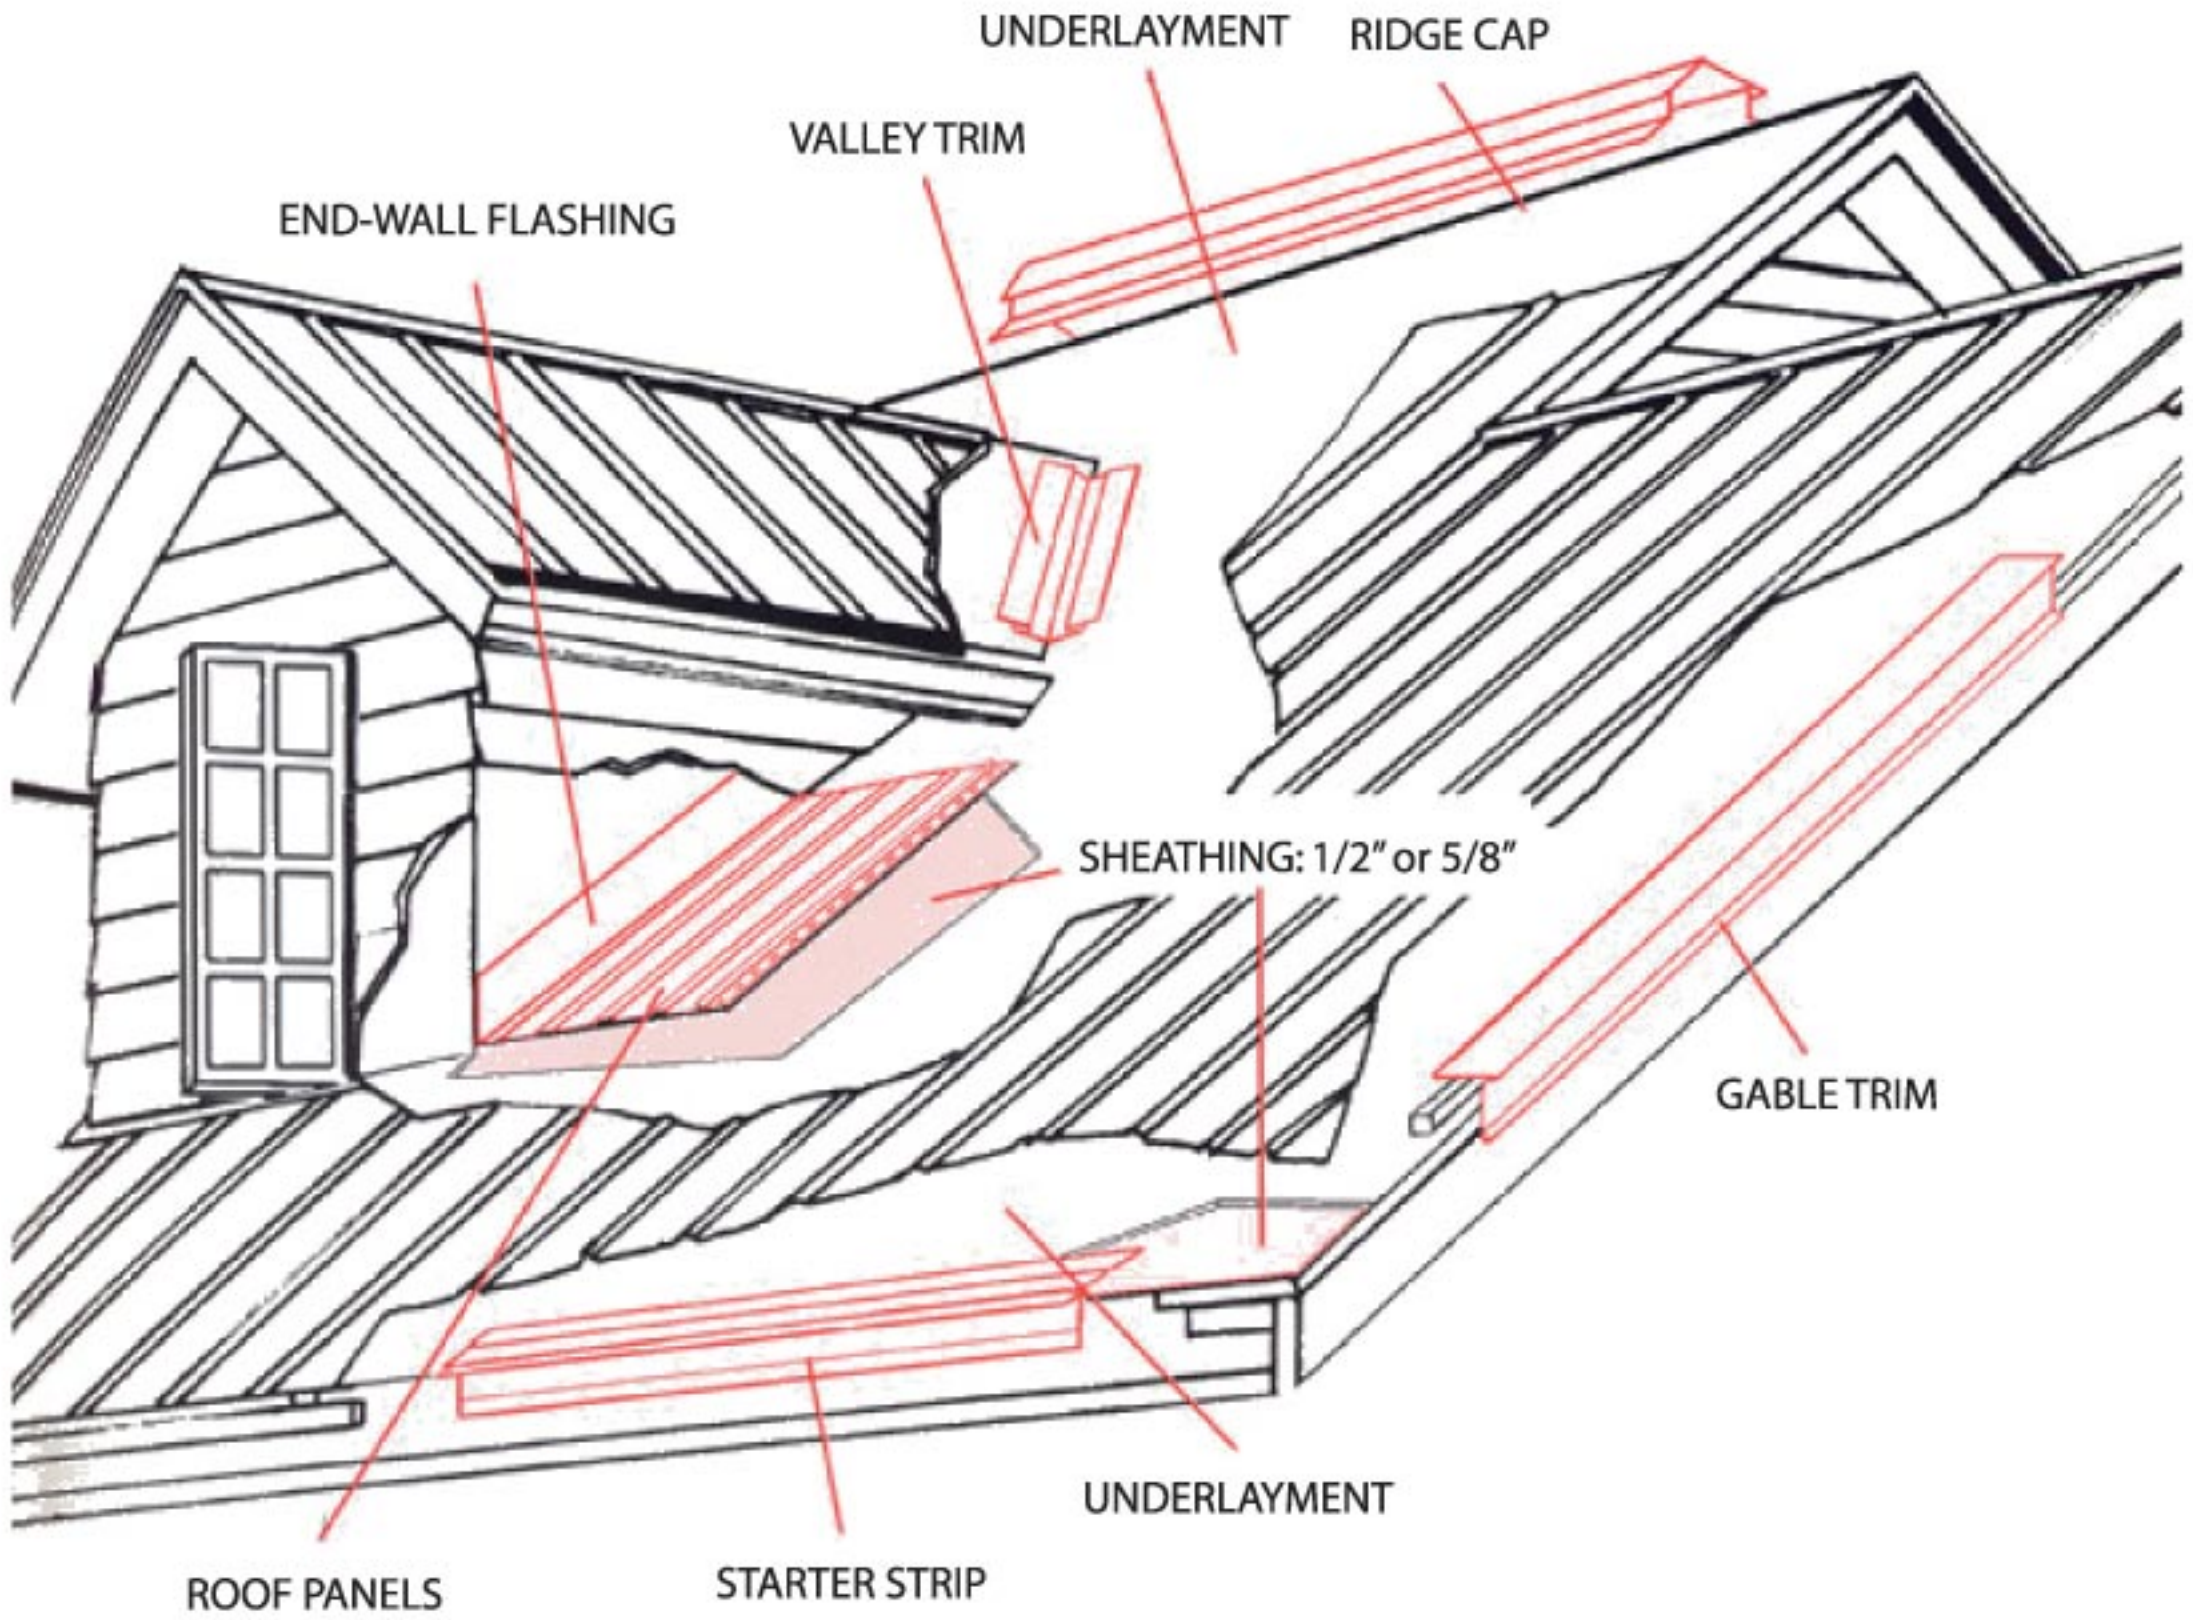 UNDERLAYMENT
RIDGE CAP
VALLEY TRIM
END-WALL FLASHING
SHEATHING: 1/2" or 5/8"
GABLE TRIM
UNDERLAYMENT
STARTER STRIP
ROOF PANELS